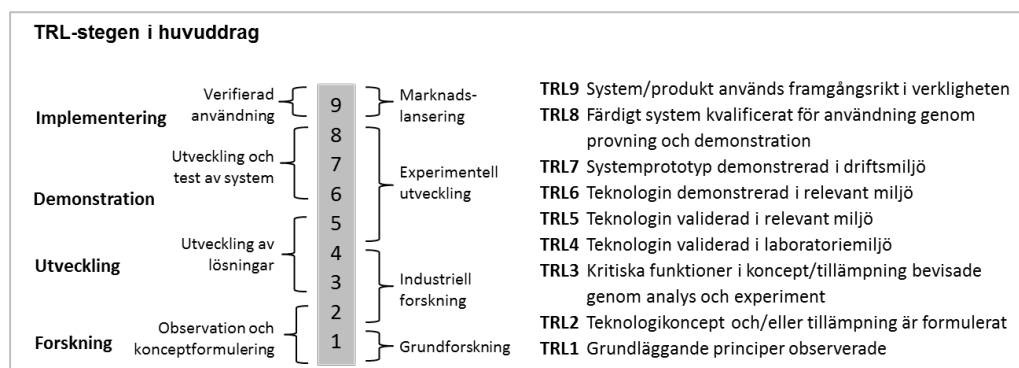 TRL-stegen i huvuddrag
Implementering
Demonstration
Utveckling
Forskning
Verifierad
användning
Utveckling och
test av system
Utveckling av
lösningar
Observation och
konceptformulering
9
8
7
6
5
4
3
2
1
Marknads-
lansering
Experimentell
utveckling
Industriell
forskning
Grundforskning
TRL9 System/produkt används framgångsrikt i verkligheten
TRL8 Färdigt system kvalificerat för användning genom
provning och demonstration
TRL7 Systemprototyp demonstrerad i driftsmiljö
TRL6 Teknologin demonstrerad i relevant miljö
TRL5 Teknologin validerad i relevant miljö
TRL4 Teknologin validerad i laboratoriemiljö
TRL3 Kritiska funktioner i koncept/tillämpning bevisade
genom analys och experiment
TRL2 Teknologikoncept och/eller tillämpning är formulerat
TRL1 Grundläggande principer observerade